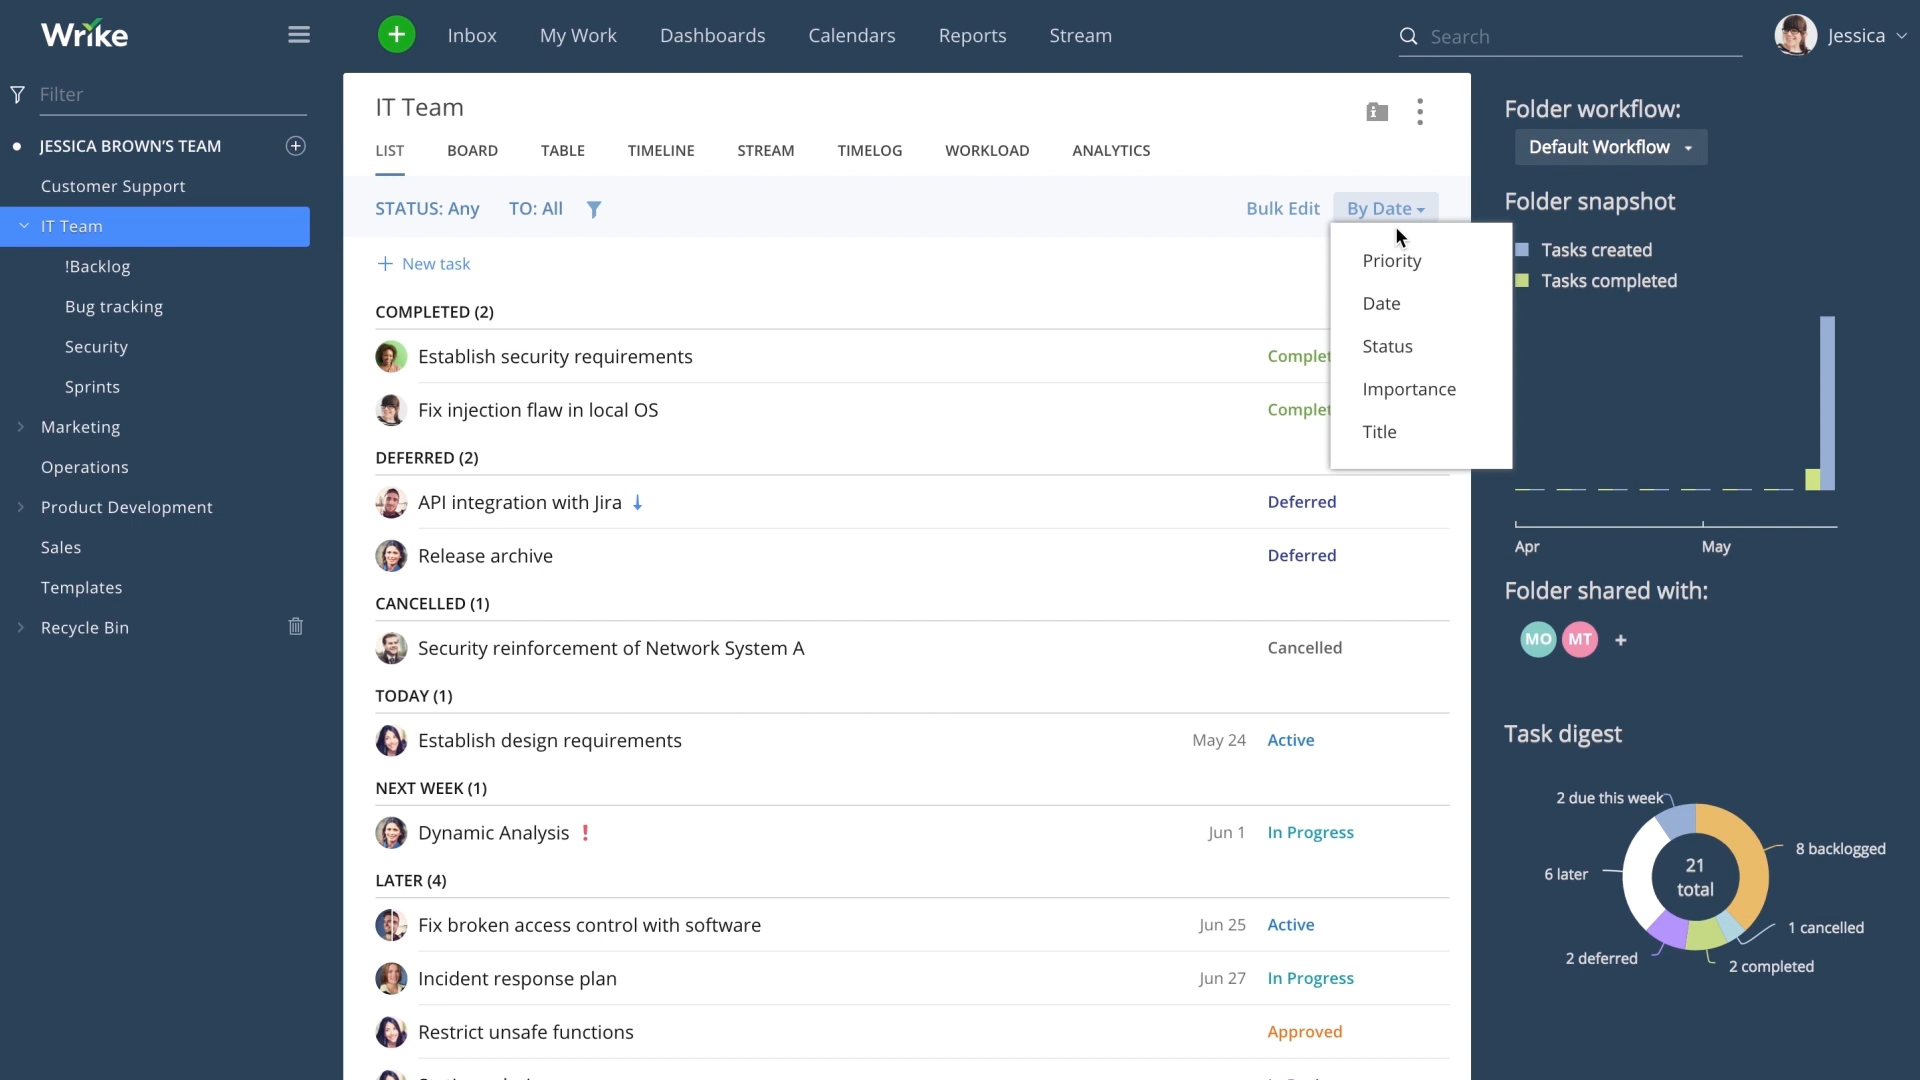 Wrike
Inbox
My Work
Dashboards
Calendars
Reports
Stream
Search
Jessica
Filter
JESSICA BROWN'S TEAM
Customer Support
IT Team
!Backlog
Bug tracking
Security
Sprints
Marketing
Operations
Product Development
Sales
Templates
Recycle Bin
IT Team
LIST
BOARD
TABLE
TIMELINE
STREAM
TIMELOG
WORKLOAD
ANALYTICS
STATUS: Any
TO: All
Bulk Edit
By Date
Priority
Date
Status
Importance
Title
+ New task
COMPLETED (2)
Establish security requirements Complet
Fix injection flaw in local OS Complet
DEFERRED (2)
API integration with Jira Deferred
Release archive Deferred
CANCELLED (1)
Security reinforcement of Network System A Cancelled
TODAY (1)
Establish design requirements May 24 Active
NEXT WEEK (1)
Dynamic Analysis ! Jun 1 In Progress
LATER (4)
Fix broken access control with software Jun 25 Active
Incident response plan Jun 27 In Progress
Restrict unsafe functions Approved
Folder workflow:
Default Workflow
Folder snapshot
Tasks created
Tasks completed
Apr May
Folder shared with:
MO MT +
Task digest
2 due this week
8 backlogged
6 later
21
total
1 cancelled
2 deferred
2 completed